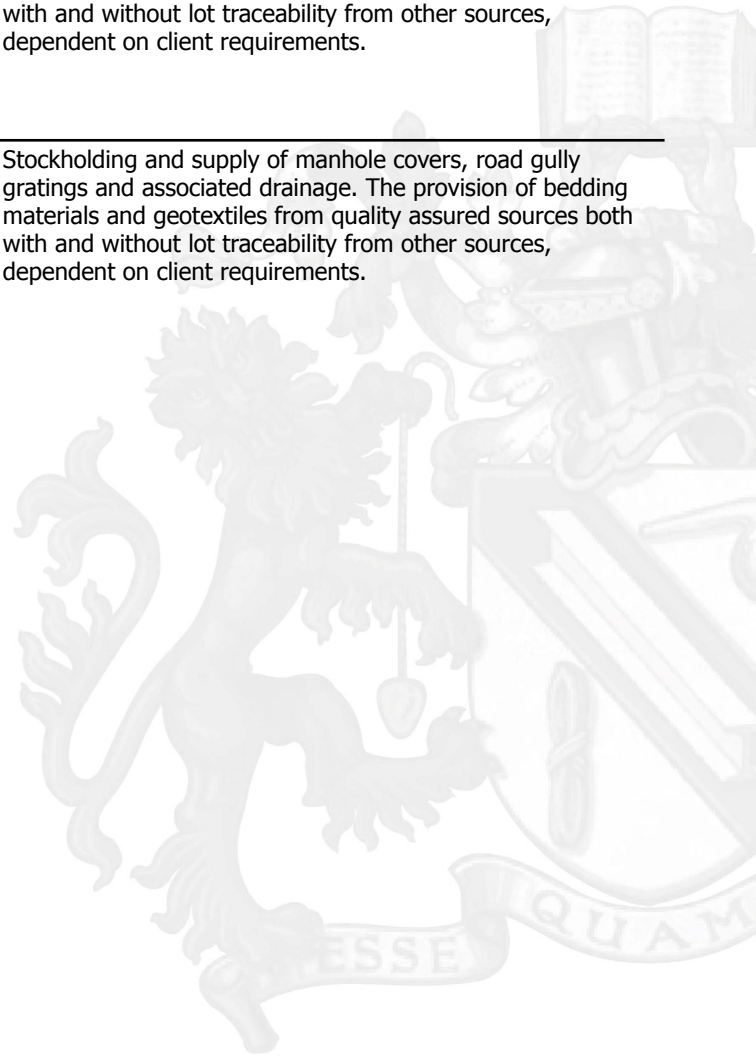 with and without lot traceability from other sources,
dependent on client requirements.
Stockholding and supply of manhole covers, road gully
gratings and associated drainage. The provision of bedding
materials and geotextiles from quality assured sources both
with and without lot traceability from other sources,
dependent on client requirements.
ESSE QUAM